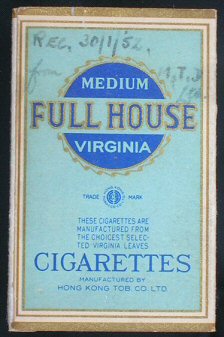 REC. 30/1/52.
from
MEDIUM
FULL HOUSE
VIRGINIA
TRADE MARK
THESE CIGARETTES ARE
MANUFACTURED FROM
THE CHOICEST SELEC-
TED VIRGINIA LEAVES
CIGARETTES
MANUFACTURED BY
HONG KONG TOB. CO. LTD